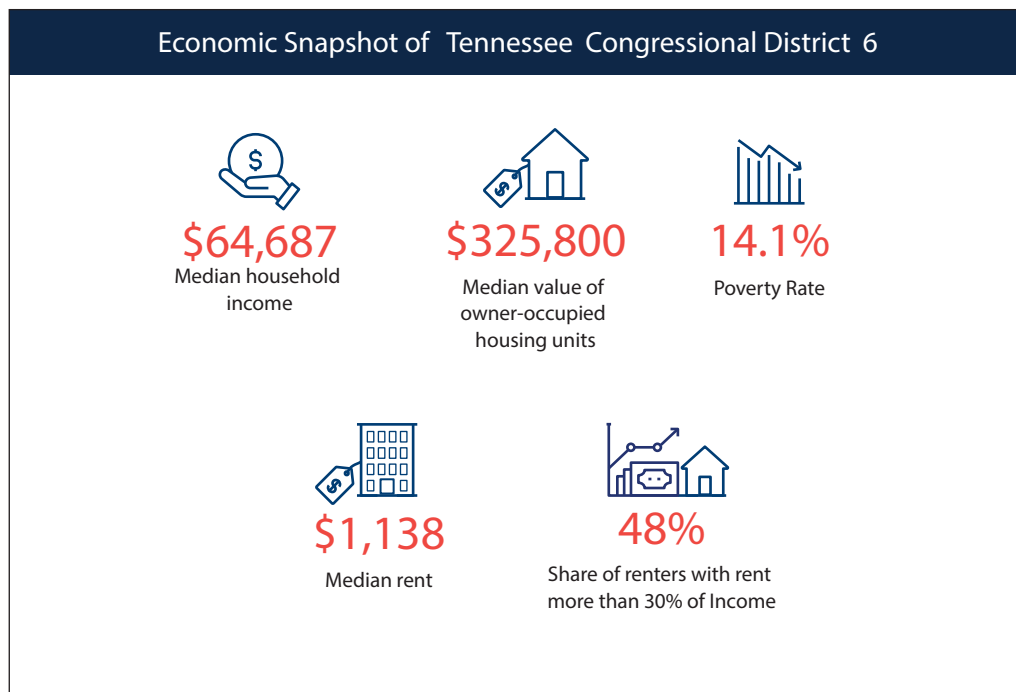 Economic Snapshot of Tennessee Congressional District 6
$
$
$64,687
Median household
income
$325,800
Median value of
owner-occupied
housing units
14.1%
Poverty Rate
$
$1,138
Median rent
48%
Share of renters with rent
more than 30% of Income